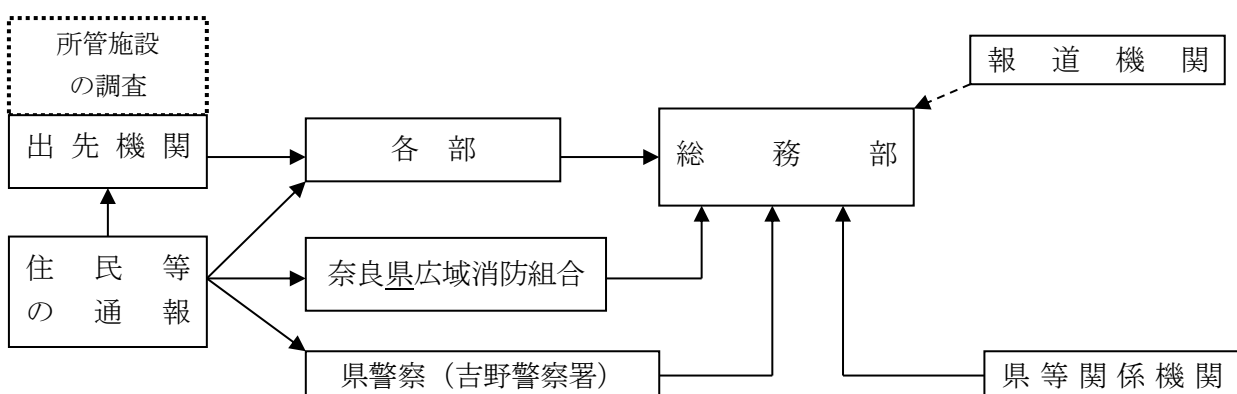 所管施設
の調査
報道機関
出先機関
各部
総務部
住民等
の通報
奈良県広域消防組合
県警察（吉野警察署）
県等関係機関